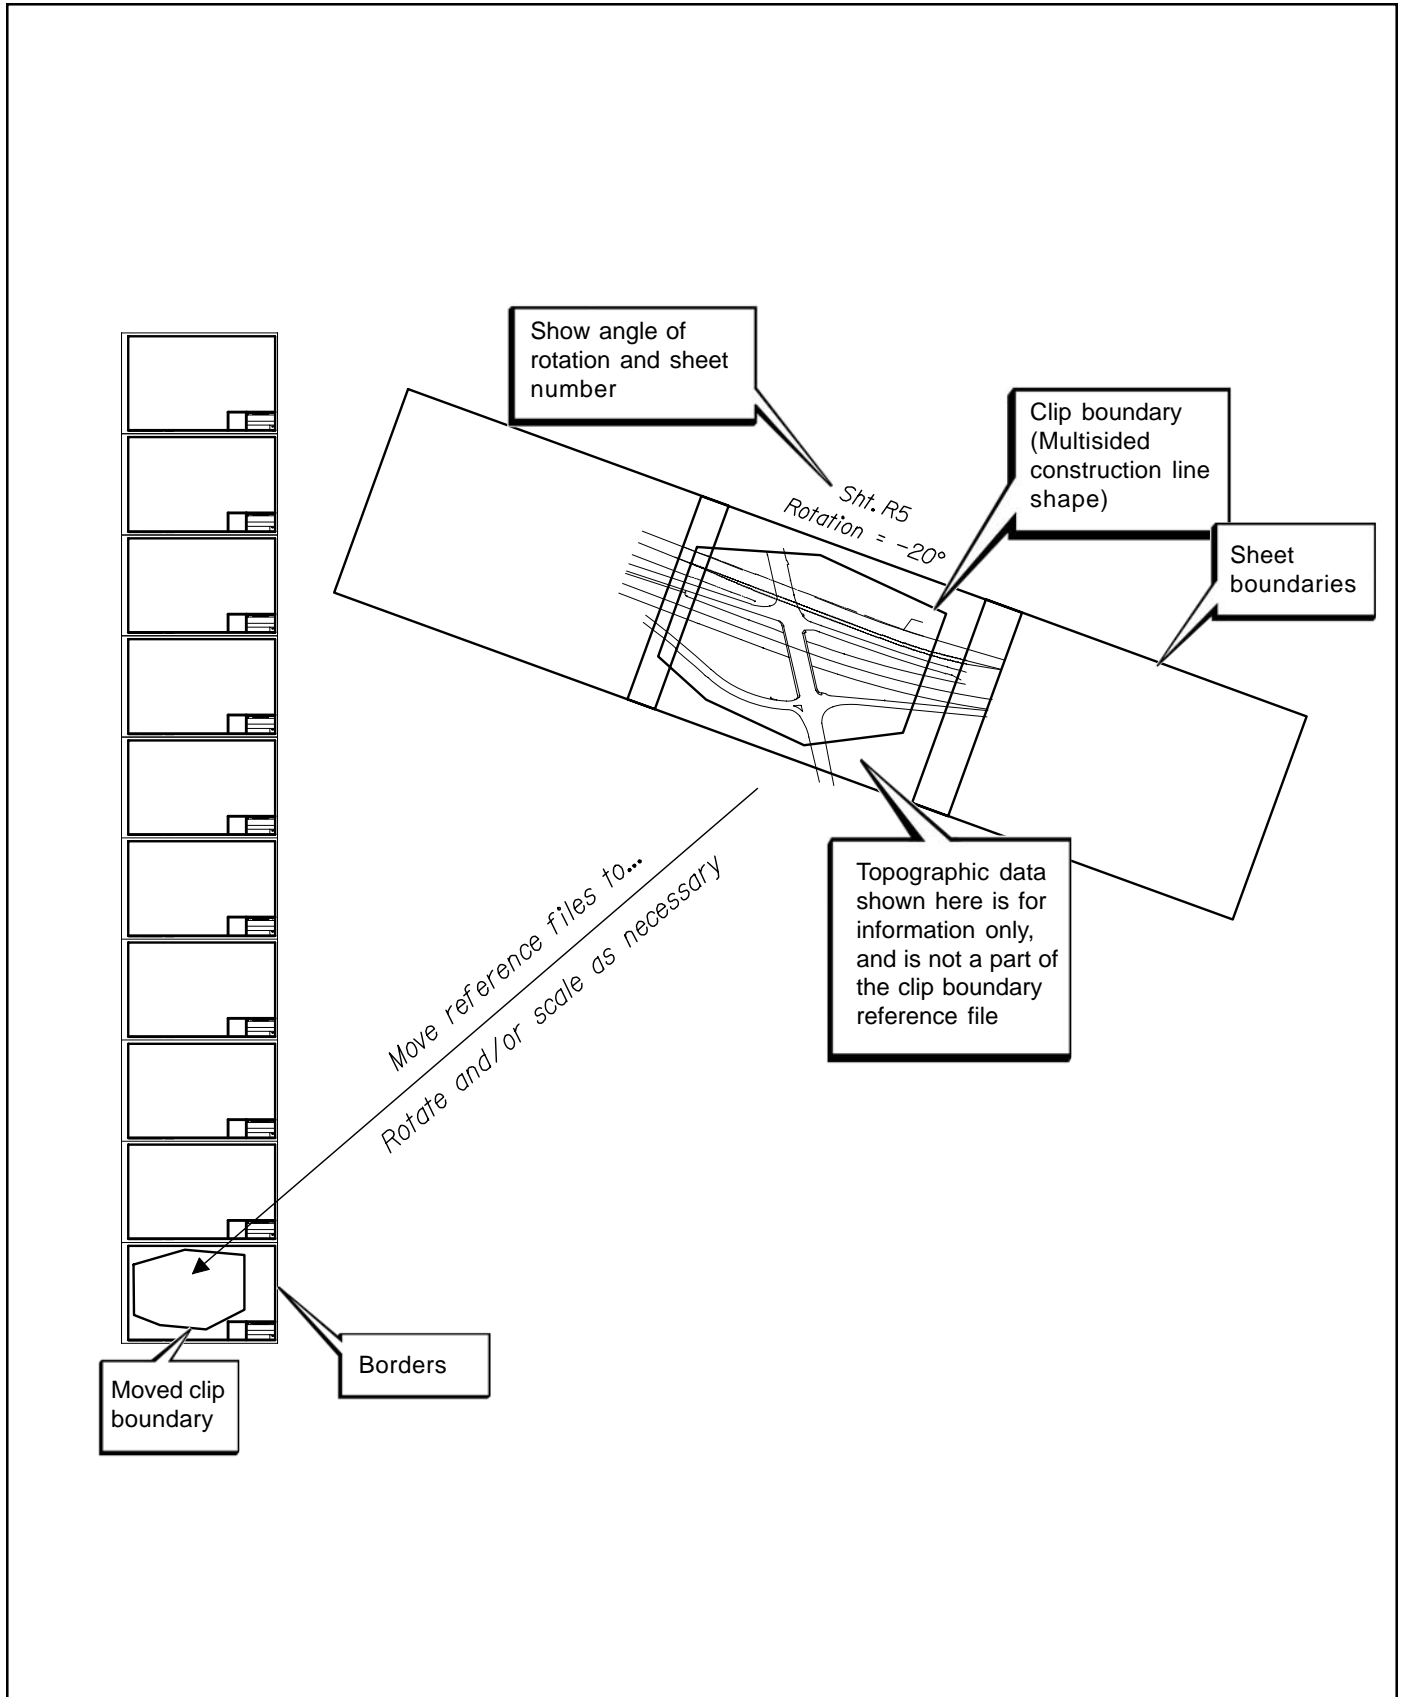 Show angle of
rotation and sheet
number
Clip boundary
(Multisided
construction line
shape)
Sht. R5
Rotation = -20°
Sheet
boundaries
Topographic data
shown here is for
information only,
and is not a part of
the clip boundary
reference file
Move reference files to...
Rotate and/or scale as necessary
Borders
Moved clip
boundary